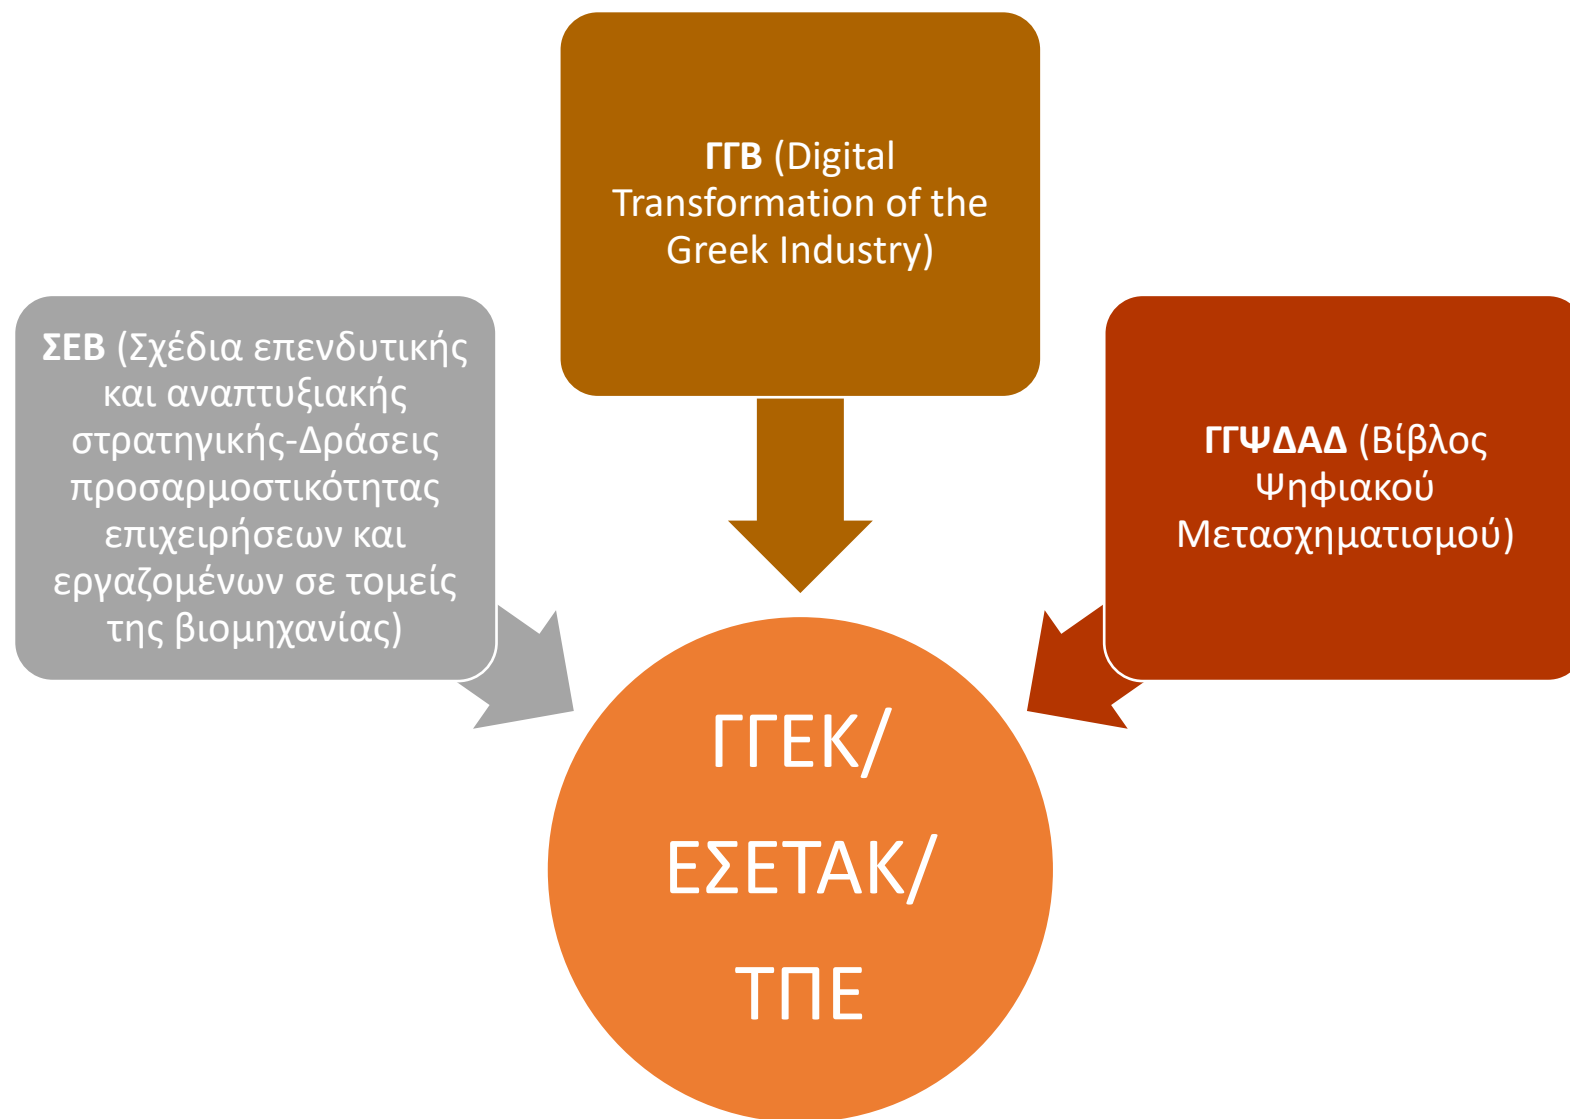 ΓΓΒ (Digital
Transformation of the
Greek Industry)
ΣΕΒ (Σχέδια επενδυτικής
και αναπτυξιακής
στρατηγικής-Δράσεις
προσαρμοστικότητας
επιχειρήσεων και
εργαζομένων σε τομείς
της βιομηχανίας)
ΓΓΨΔΑΔ (Βίβλος
Ψηφιακού
Μετασχηματισμού)
ΓΓΕΚ/
ΕΣΕΤΑΚ/
ΤΠΕ